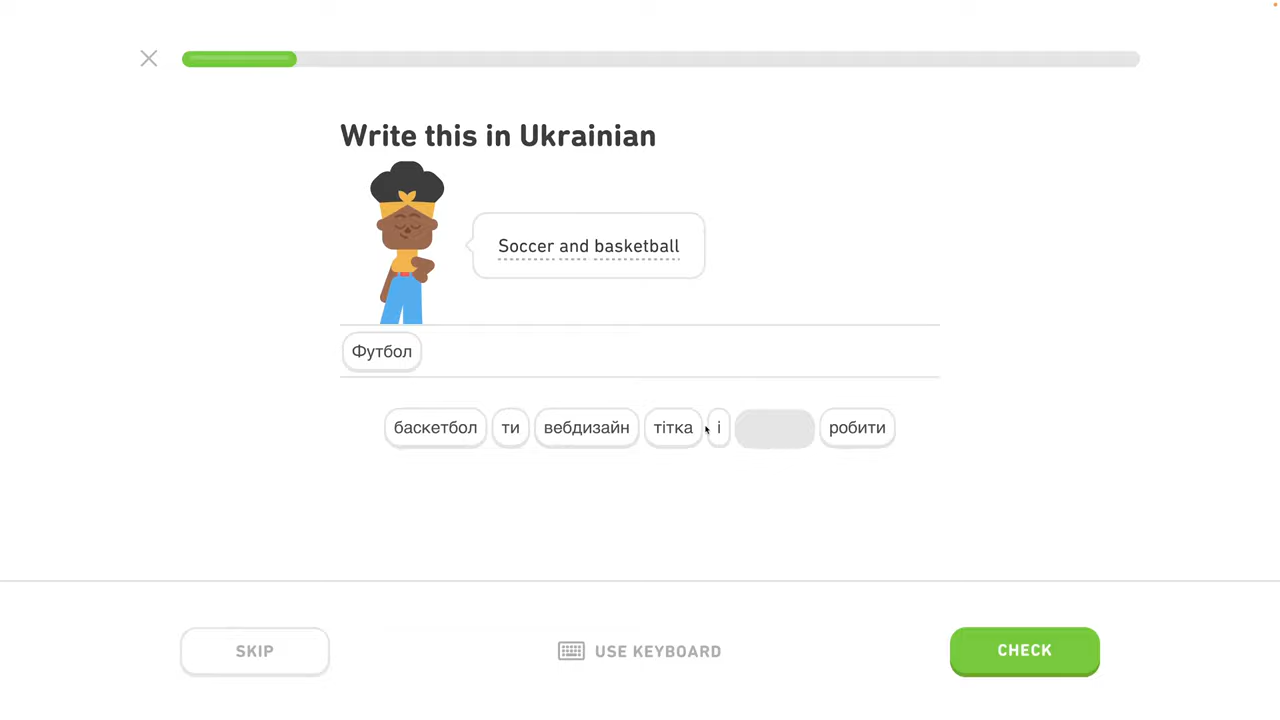 Write this in Ukrainian
Soccer and basketball
Футбол
баскетбол ти вебдизайн тітка і робити
SKIP USE KEYBOARD CHECK